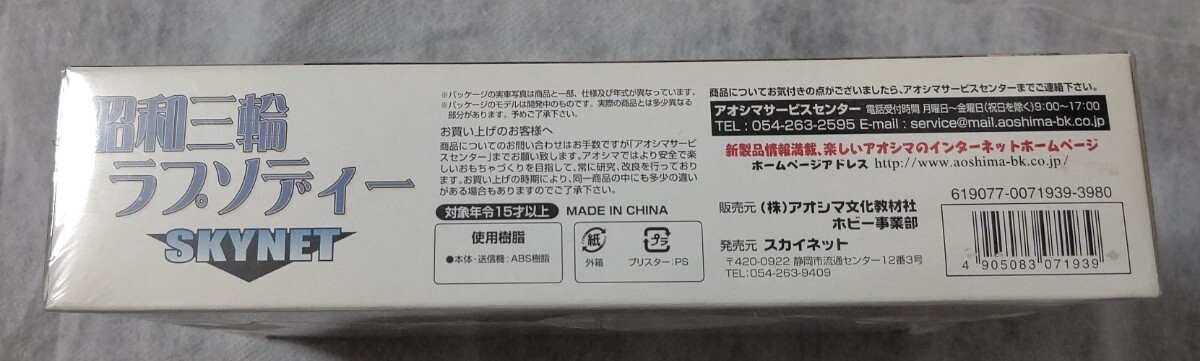 昭和三輪
ラプソディー
SKYNET
※パッケージの実車写真は商品と一部、仕様及び年式が異なっています。
※パッケージのモデルは開発中のものです。実際の商品とは多少異なる
部分があります。予めご了承下さい。
お買い上げのお客様へ
商品についてのお問い合わせはお手数ですが「アオシマサービ
スセンター」までお願い致します。アオシマではより安全で楽
しいおもちゃづくりを目指して、常に研究、改良を行っており
ます。お買い上げの時期により、同一商品の中にも多少の違い
がある場合もありますのでご了承下さい。
対象年令15才以上 MADE IN CHINA
使用樹脂
●本体・送信機：ABS樹脂
紙
外箱
プラ
ブリスター：PS
商品についてお気付きの点がございましたら、アオシマサービスセンターまでご連絡下さい。
アオシマサービスセンター 電話受付時間 月曜日～金曜日(祝日を除く)9:00～17:00
TEL：054-263-2595 E-mail：service@mail.aoshima-bk.co.jp
新製品情報満載、楽しいアオシマのインターネットホームページ
ホームページアドレス http://www.aoshima-bk.co.jp/
619077-0071939-3980
販売元 (株)アオシマ文化教材社
ホビー事業部
発売元 スカイネット
〒420-0922 静岡市流通センター12番3号
TEL：054-263-9409
4 905083 071939